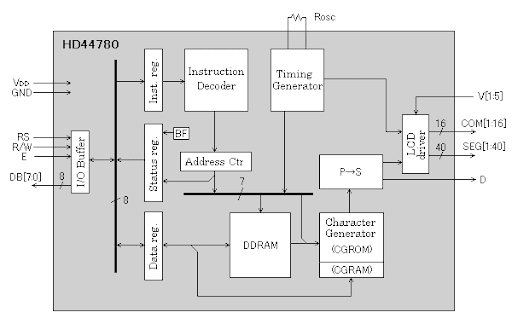 Rosc
HD44780
VDD
GND
RS
R/W
E
DB[70]
8
I/O Buffer
8
Inst. reg.
Status reg.
Data reg.
BF
Instruction
Decoder
Address Ctr
7
Timing
Generator
DDRAM
Character
Generator
(CGROM)
(CGRAM)
P→S
LCD
driver
V[1:5]
16
COM[1:16]
40
SEG[1:40]
D